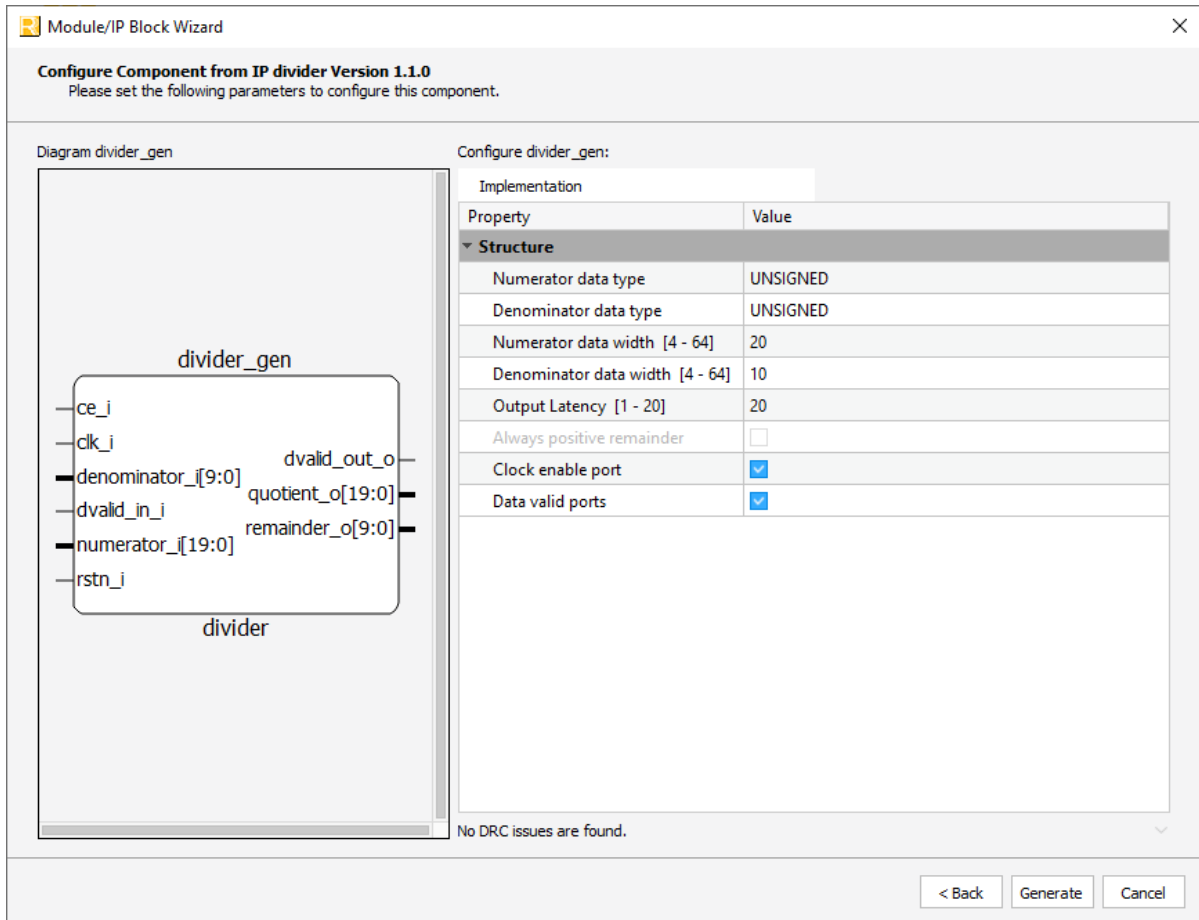 Module/IP Block Wizard
Configure Component from IP divider Version 1.1.0
Please set the following parameters to configure this component.
Diagram divider_gen
divider_gen
ce_i
clk_i
denominator_i[9:0]
dvalid_in_i
numerator_i[19:0]
rstn_i
dvalid_out_o
quotient_o[19:0]
remainder_o[9:0]
divider
Configure divider_gen:
Implementation
Property Value
Structure
Numerator data type UNSIGNED
Denominator data type UNSIGNED
Numerator data width [4 - 64] 20
Denominator data width [4 - 64] 10
Output Latency [1 - 20] 20
Always positive remainder
Clock enable port
Data valid ports
No DRC issues are found.
< Back Generate Cancel